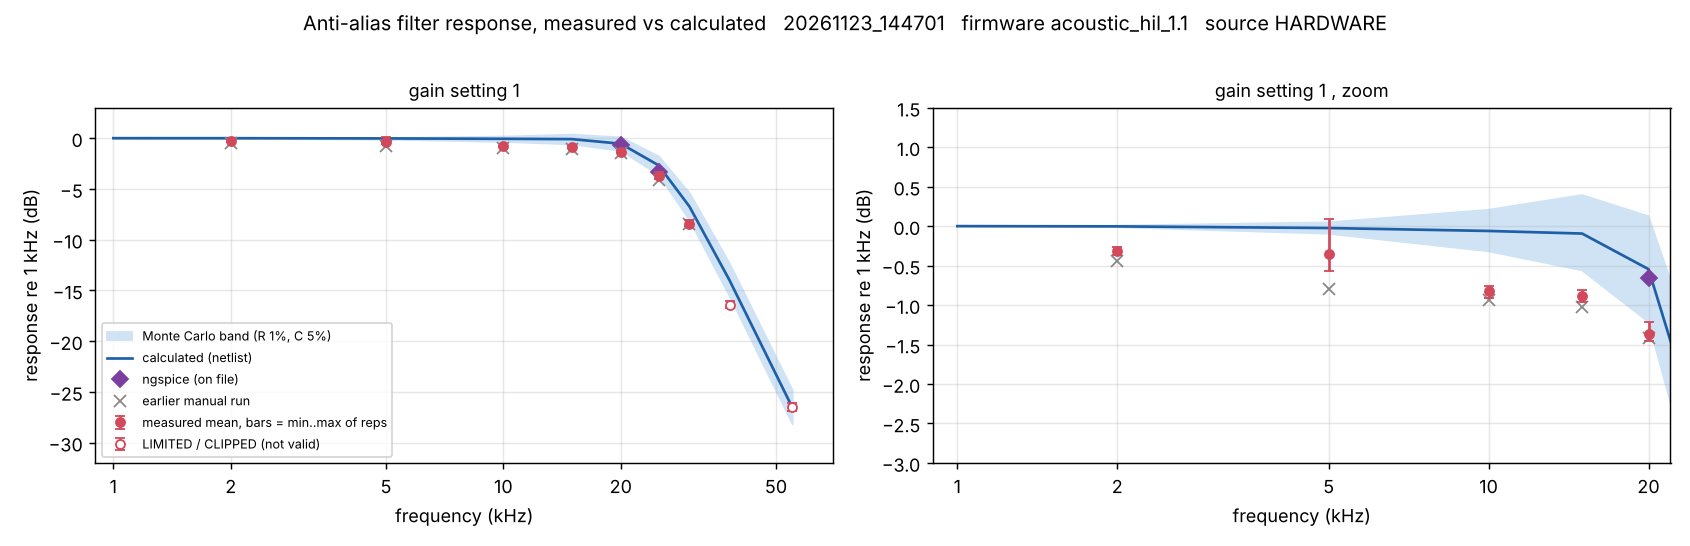 Anti-alias filter response, measured vs calculated 20261123_144701 firmware acoustic_hil_1.1 source HARDWARE
gain setting 1
response re 1 kHz (dB)
0
−5
−10
−15
−20
−25
−30
Monte Carlo band (R 1%, C 5%)
calculated (netlist)
ngspice (on file)
earlier manual run
measured mean, bars = min..max of reps
LIMITED / CLIPPED (not valid)
1 2 5 10 20 50
frequency (kHz)
gain setting 1 , zoom
response re 1 kHz (dB)
1.5
1.0
0.5
0.0
−0.5
−1.0
−1.5
−2.0
−2.5
−3.0
1 2 5 10 20
frequency (kHz)